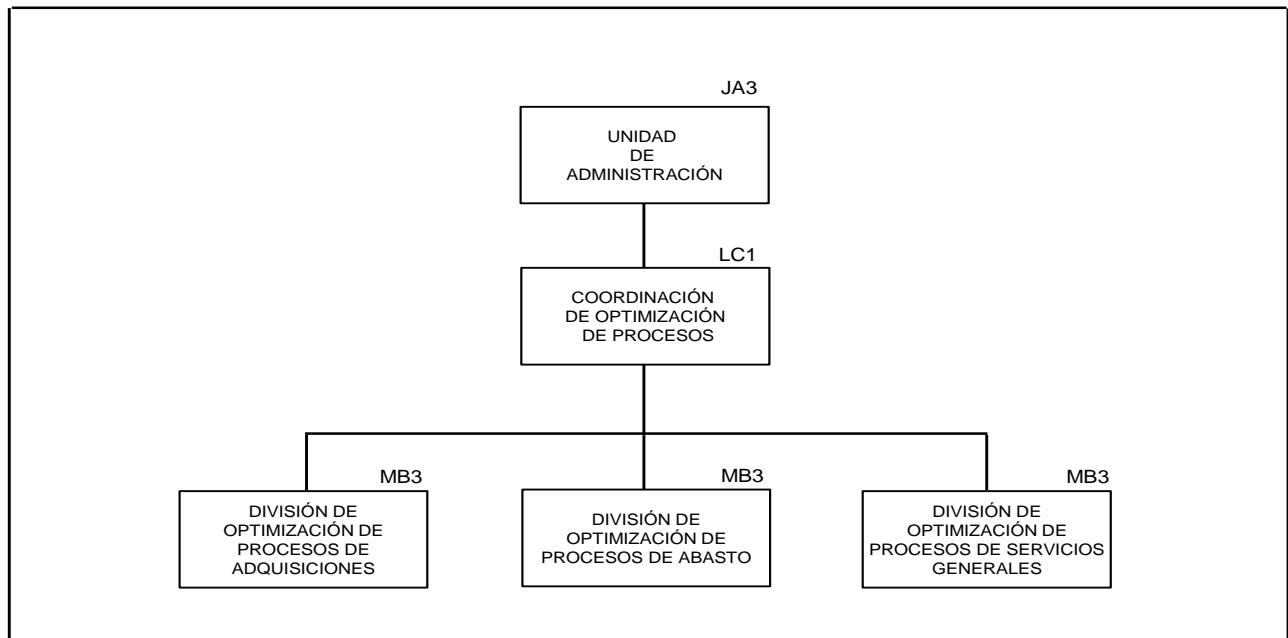 JA3
UNIDAD
DE
ADMINISTRACIÓN
LC1
COORDINACIÓN
DE OPTIMIZACIÓN
DE PROCESOS
MB3
DIVISIÓN DE
OPTIMIZACIÓN DE
PROCESOS DE
ADQUISICIONES
MB3
DIVISIÓN DE
OPTIMIZACIÓN DE
PROCESOS DE ABASTO
MB3
DIVISIÓN DE
OPTIMIZACIÓN DE
PROCESOS DE SERVICIOS
GENERALES